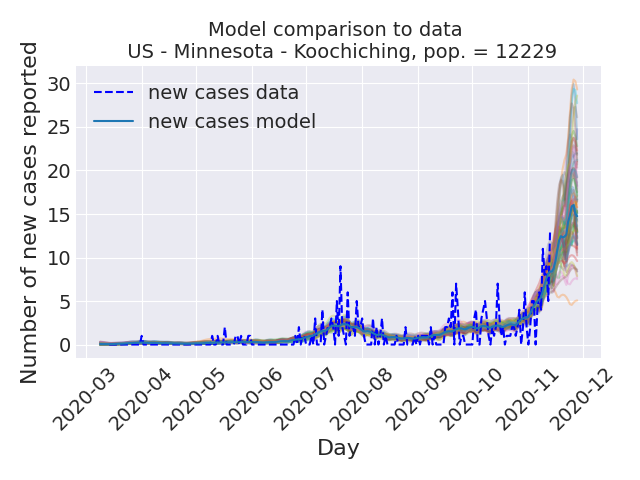 Model comparison to data
US - Minnesota - Koochiching, pop. = 12229
Number of new cases reported
30
25
20
15
10
5
0
new cases data
new cases model
2020-03
2020-04
2020-05
2020-06
2020-07
2020-08
2020-09
2020-10
2020-11
2020-12
Day